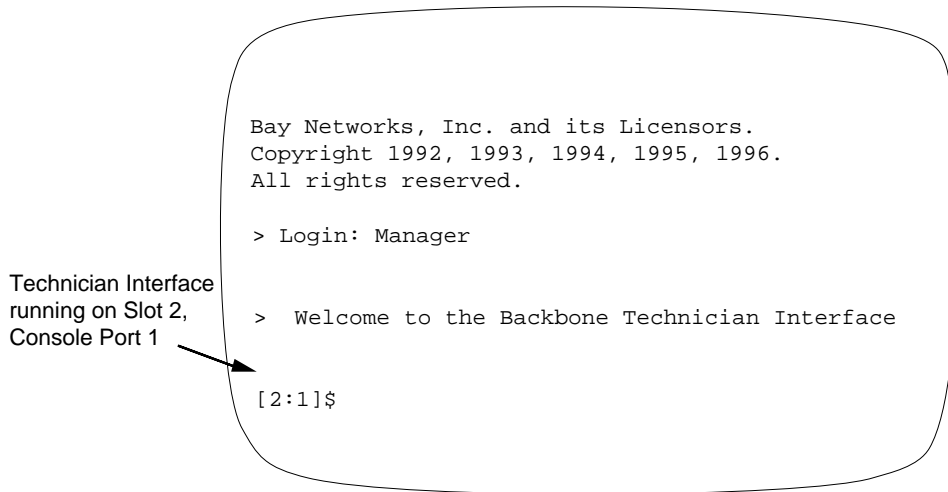 Bay Networks, Inc. and its Licensors.
Copyright 1992, 1993, 1994, 1995, 1996.
All rights reserved.
> Login: Manager
Technician Interface
running on Slot 2,
Console Port 1
> Welcome to the Backbone Technician Interface
[2:1]$